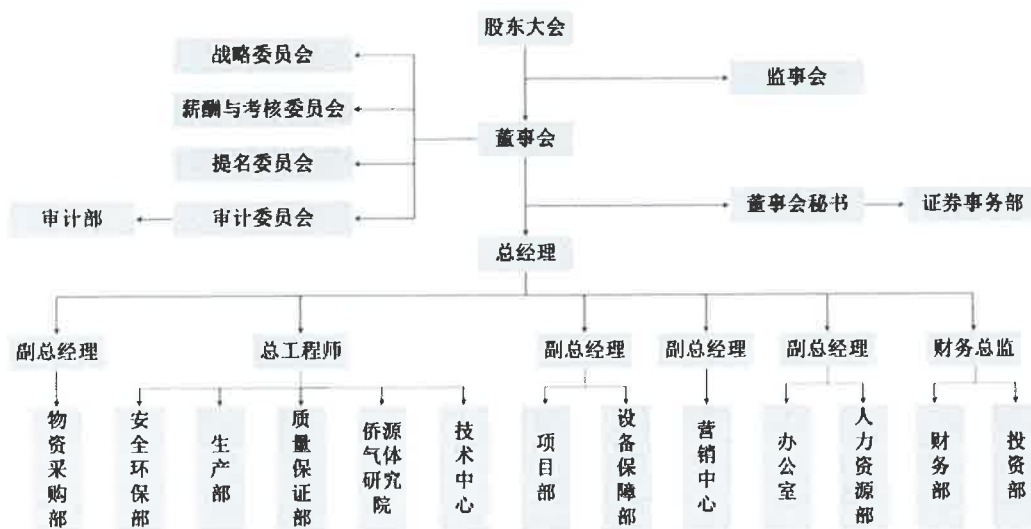 股东大会
战略委员会
监事会
薪酬与考核委员会
董事会
提名委员会
审计部
审计委员会
董事会秘书
证券事务部
总经理
副总经理
总工程师
副总经理
副总经理
副总经理
财务总监
物资采购部
安全环保部
生产部
质量保证部
侨源气体研究院
技术中心
项目部
设备保障部
营销中心
办公室
人力资源部
财务部
投资部